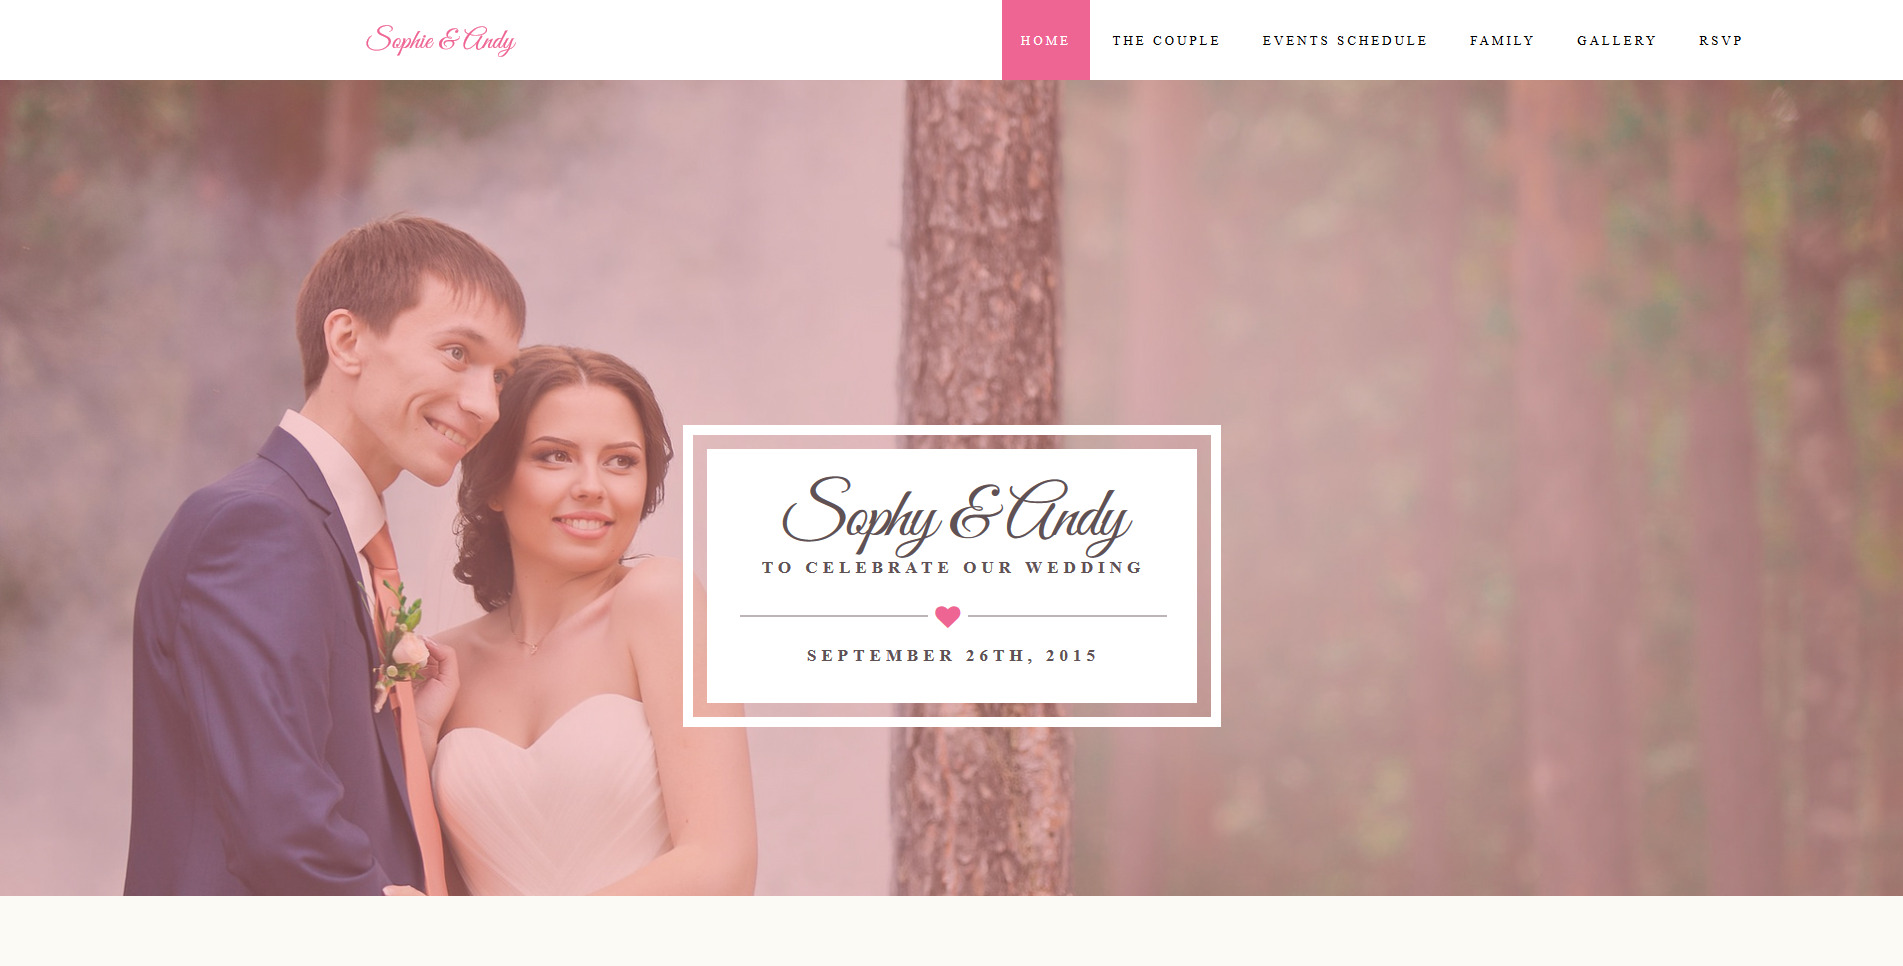 Sophie & Andy
HOME
THE COUPLE
EVENTS SCHEDULE
FAMILY
GALLERY
RSVP
Sophy & Andy
TO CELEBRATE OUR WEDDING
SEPTEMBER 26TH, 2015